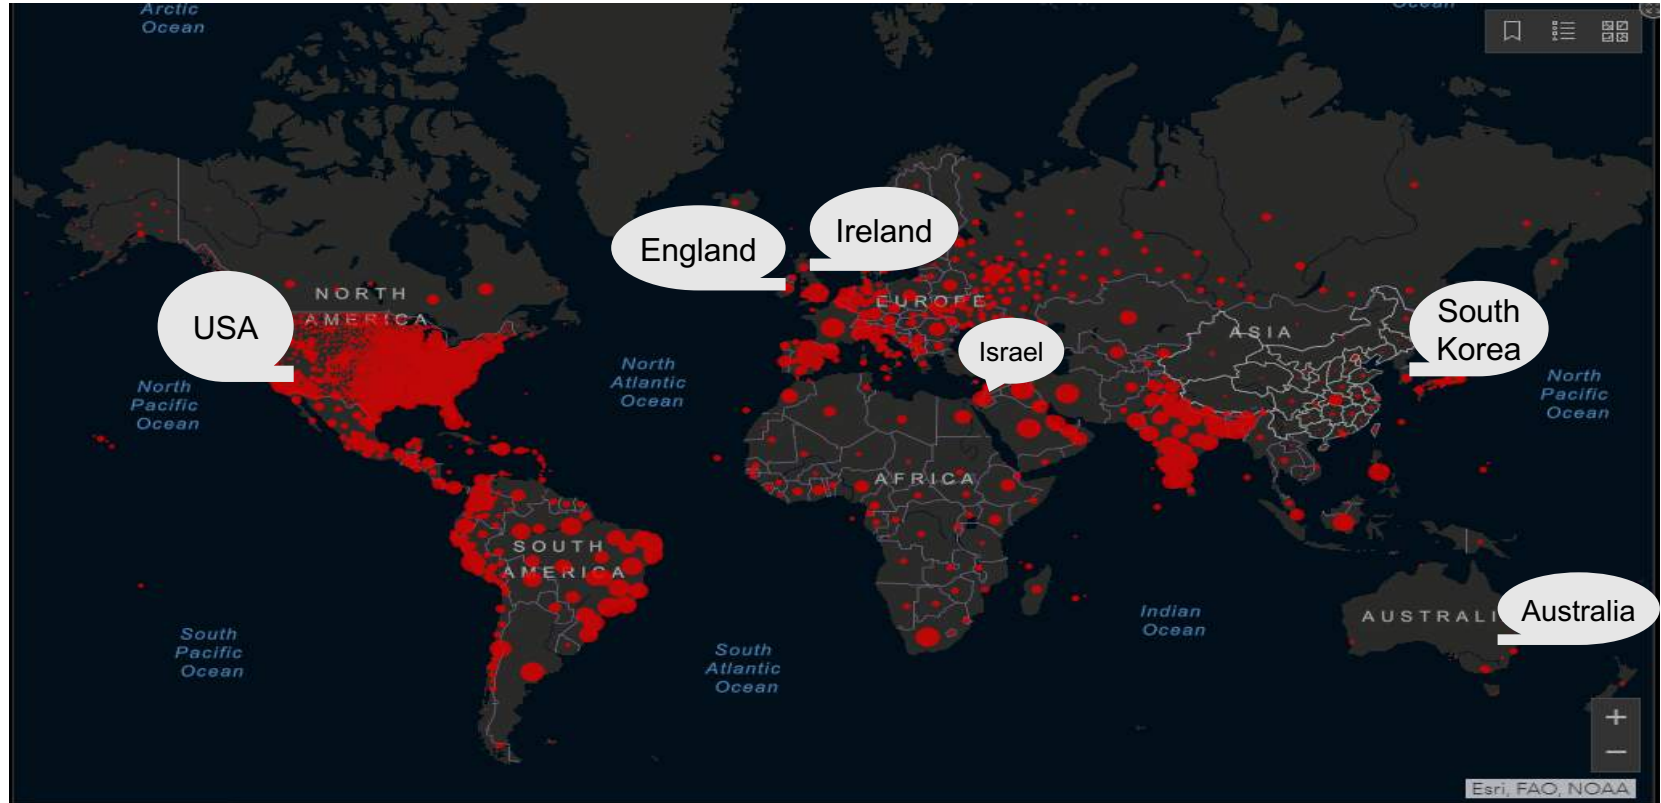 Arctic
Ocean
Ocean
England
Ireland
NORTH
AMERICA
USA
EUROPE
ASIA
South
Korea
Israel
North
Pacific
Ocean
North
Atlantic
Ocean
North
Pacific
Ocean
AFRICA
SOUTH
AMERICA
Indian
Ocean
AUSTRALI
Australia
South
Pacific
Ocean
South
Atlantic
Ocean
+
−
Esri, FAO, NOAA